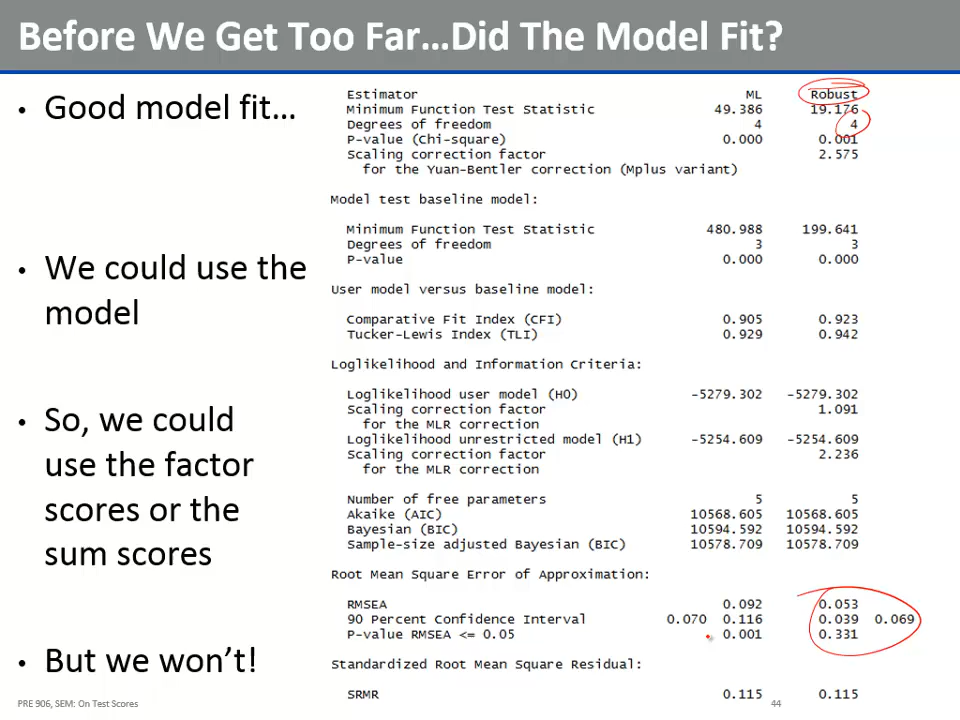 Before We Get Too Far…Did The Model Fit?
• Good model fit…
• We could use the
model
• So, we could
use the factor
scores or the
sum scores
• But we won't!
Estimator ML Robust
Minimum Function Test Statistic 49.386 19.176
Degrees of freedom 4 4
P-value (Chi-square) 0.000 0.001
Scaling correction factor 2.575
for the Yuan-Bentler correction (Mplus variant)
Model test baseline model:
Minimum Function Test Statistic 480.988 199.641
Degrees of freedom 3 3
P-value 0.000 0.000
User model versus baseline model:
Comparative Fit Index (CFI) 0.905 0.923
Tucker-Lewis Index (TLI) 0.929 0.942
Loglikelihood and Information Criteria:
Loglikelihood user model (H0) -5279.302 -5279.302
Scaling correction factor 1.091
for the MLR correction
Loglikelihood unrestricted model (H1) -5254.609 -5254.609
Scaling correction factor 2.236
for the MLR correction
Number of free parameters 5 5
Akaike (AIC) 10568.605 10568.605
Bayesian (BIC) 10594.592 10594.592
Sample-size adjusted Bayesian (BIC) 10578.709 10578.709
Root Mean Square Error of Approximation:
RMSEA 0.092 0.053
90 Percent Confidence Interval 0.070 0.116 0.039 0.069
P-value RMSEA <= 0.05 0.001 0.331
Standardized Root Mean Square Residual:
SRMR 0.115 0.115
PRE 906, SEM: On Test Scores 44